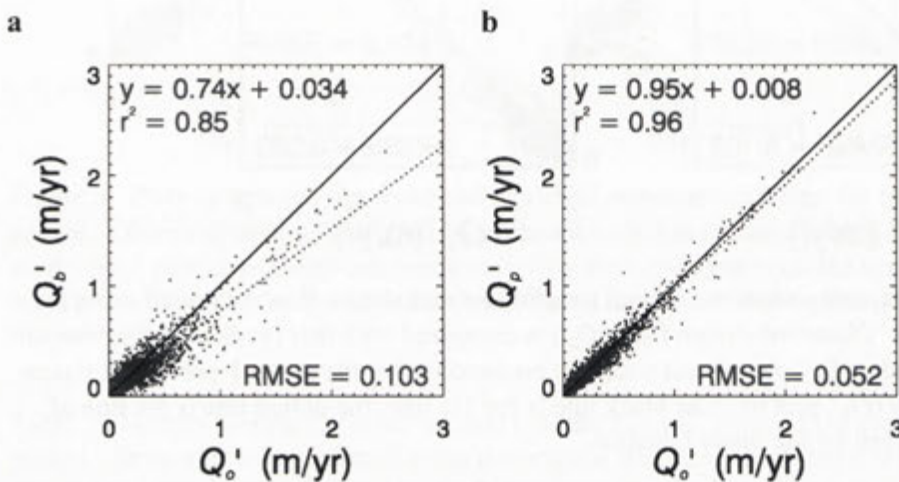 a
3
2
1
0
Q_b' (m/yr)
y = 0.74x + 0.034
r² = 0.85
RMSE = 0.103
0 1 2 3
Q_o' (m/yr)
b
3
2
1
0
(m/yr)
y = 0.95x + 0.008
r² = 0.96
RMSE = 0.052
0 1 2 3
Q_o' (m/yr)